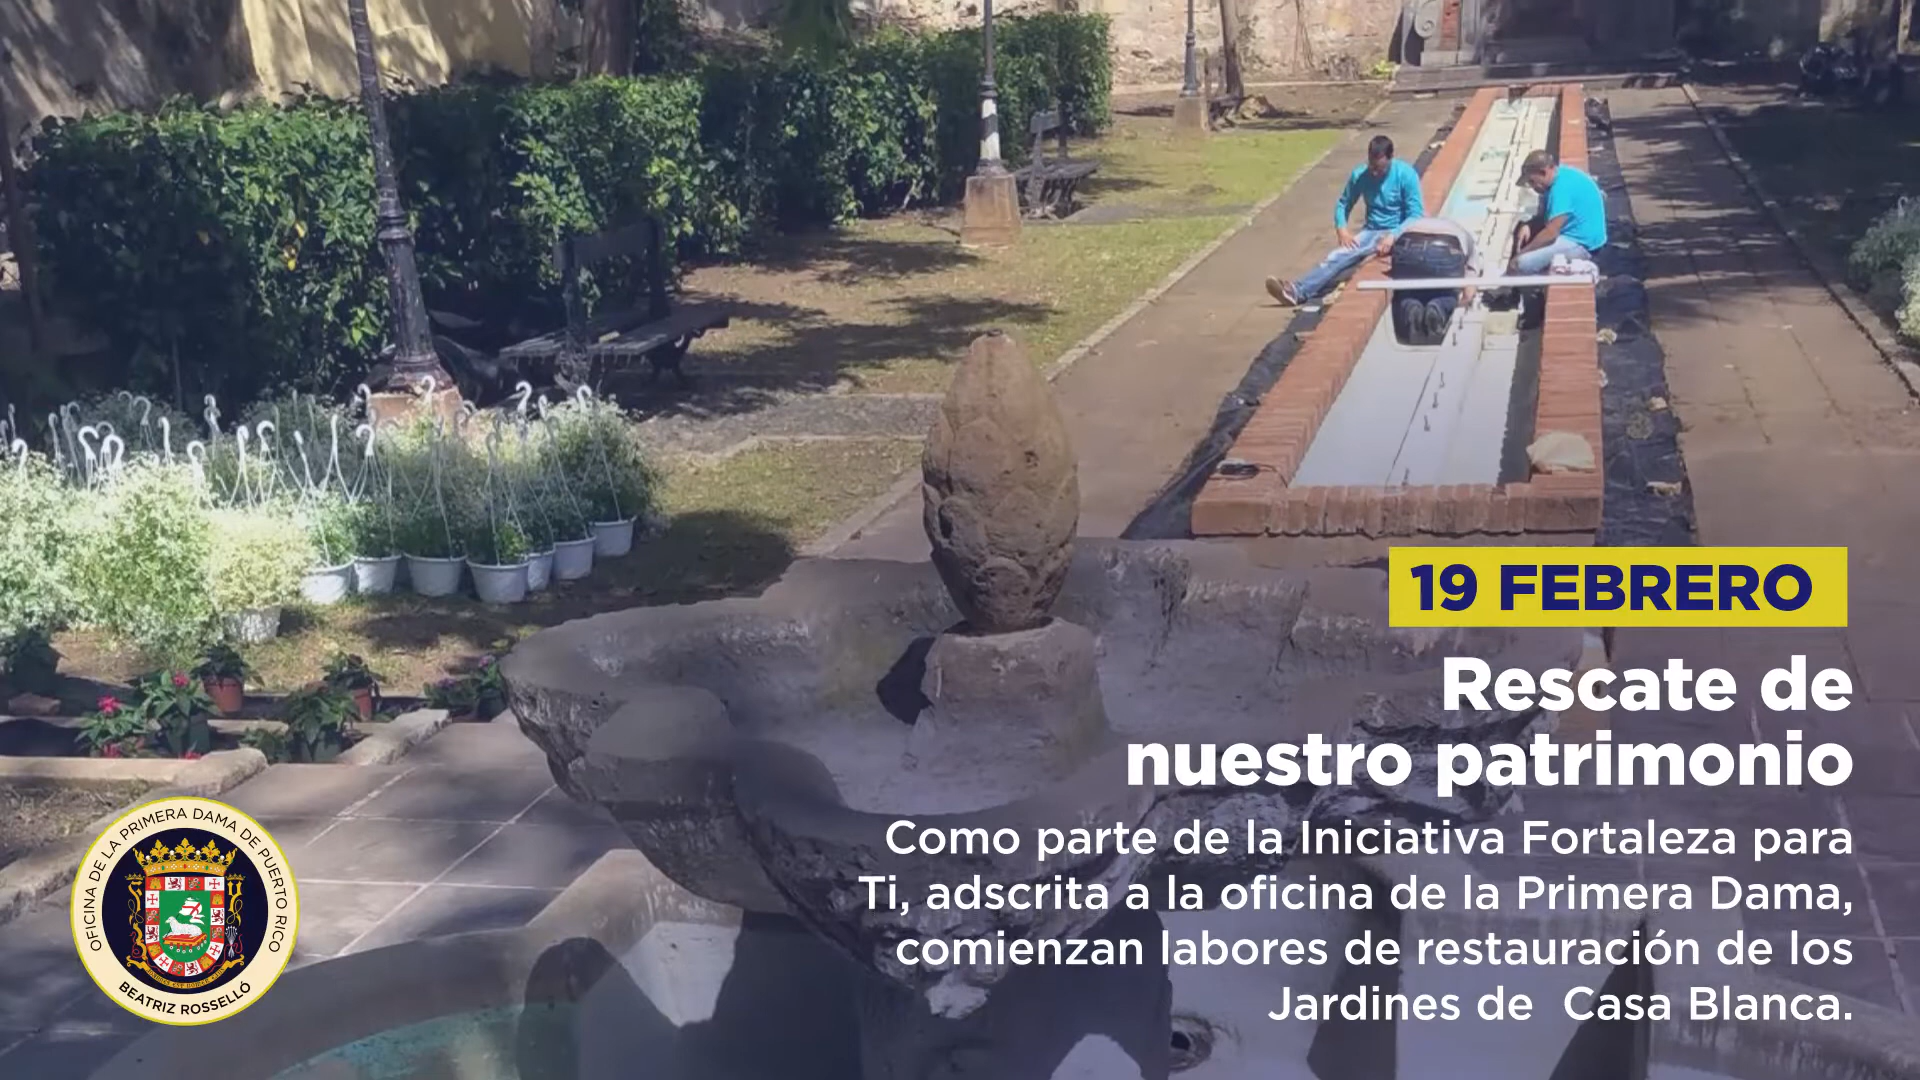 19 FEBRERO
Rescate de
nuestro patrimonio
Como parte de la Iniciativa Fortaleza para
Ti, adscrita a la oficina de la Primera Dama,
comienzan labores de restauración de los
Jardines de Casa Blanca.
OFICINA DE LA PRIMERA DAMA DE PUERTO RICO
BEATRIZ ROSSELLÓ